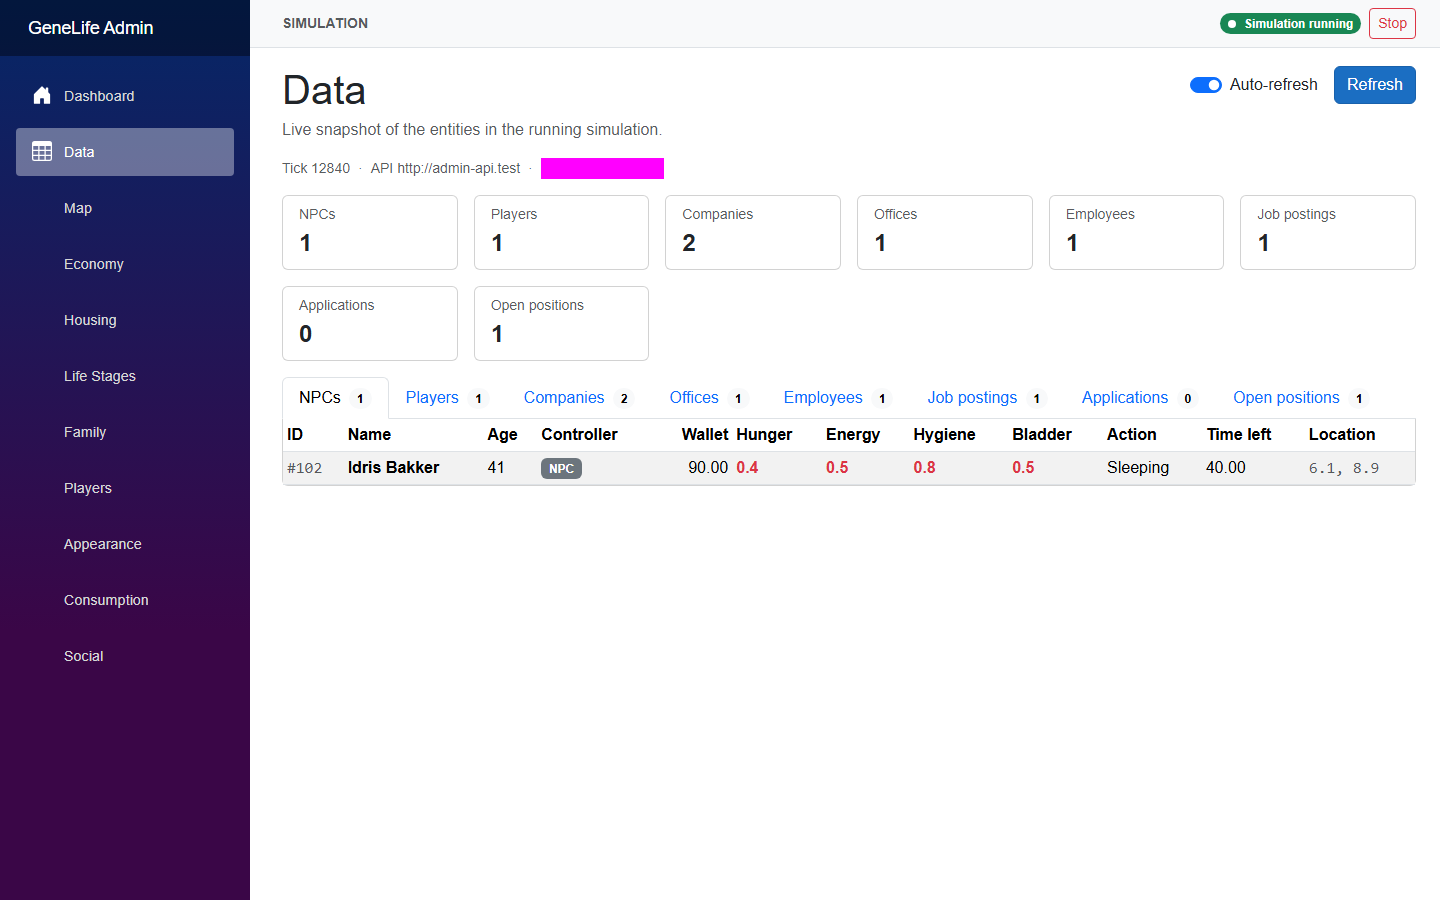 GeneLife Admin
SIMULATION
Simulation running
Stop
Dashboard
Data
Map
Economy
Housing
Life Stages
Family
Players
Appearance
Consumption
Social
Data
Auto-refresh
Refresh
Live snapshot of the entities in the running simulation.
Tick 12840 · API http://admin-api.test ·
NPCs
1
Players
1
Companies
2
Offices
1
Employees
1
Job postings
1
Applications
0
Open positions
1
NPCs 1 Players 1 Companies 2 Offices 1 Employees 1 Job postings 1 Applications 0 Open positions 1
ID Name Age Controller Wallet Hunger Energy Hygiene Bladder Action Time left Location
#102 Idris Bakker 41 NPC 90.00 0.4 0.5 0.8 0.5 Sleeping 40.00 6.1, 8.9